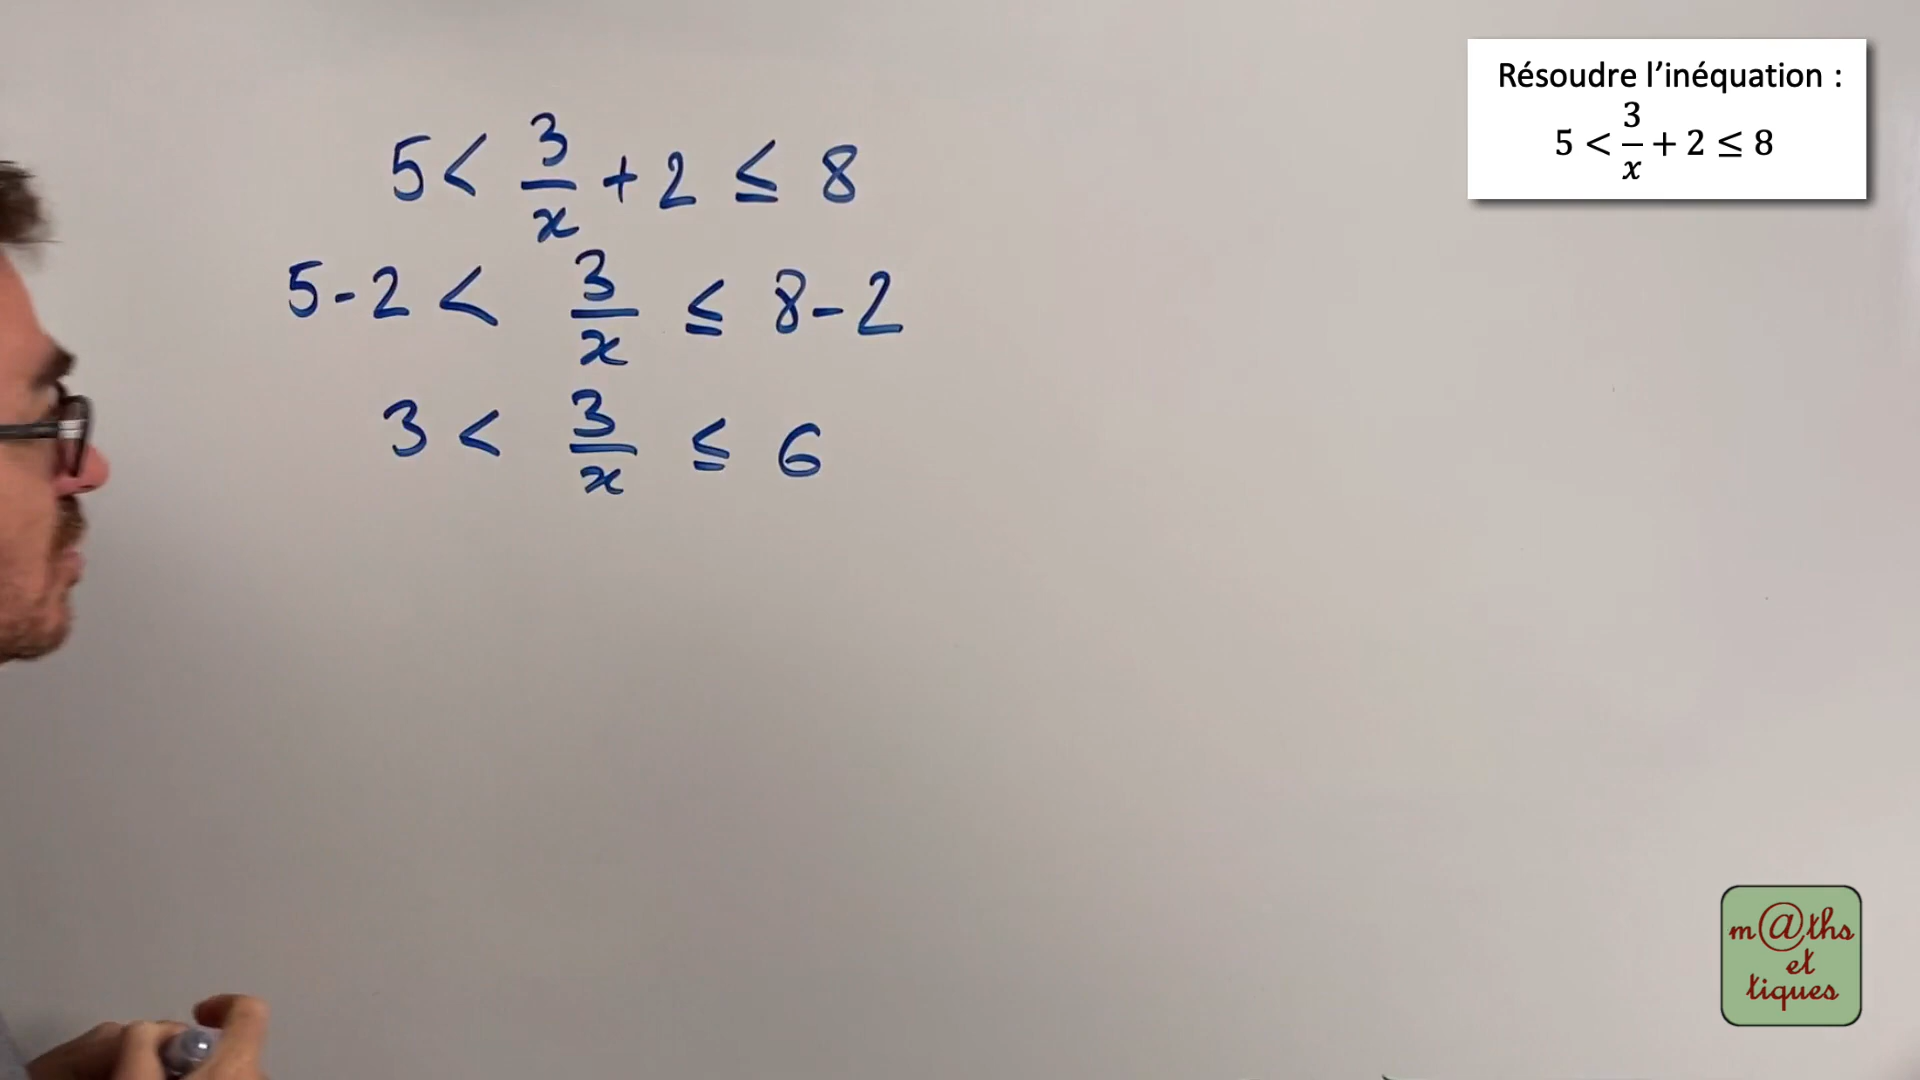 5 < 3/x + 2 ≤ 8
5-2 < 3/x ≤ 8-2
3 < 3/x ≤ 6
Résoudre l'inéquation :
5 < 3/x + 2 ≤ 8
m@ths
et
tiques